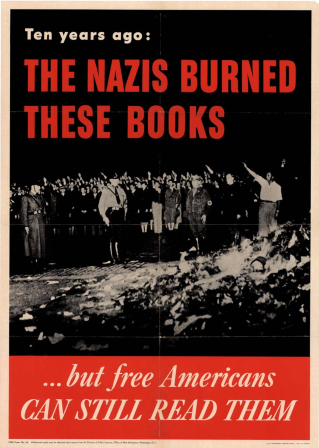 Ten years ago:
THE NAZIS BURNED
THESE BOOKS
...but free Americans
CAN STILL READ THEM